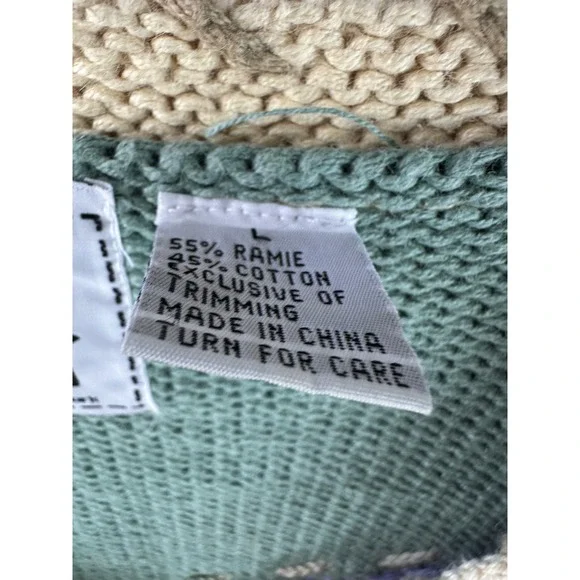 L
55% RAMIE
45% COTTON
EXCLUSIVE OF
TRIMMING
MADE IN CHINA
TURN FOR CARE